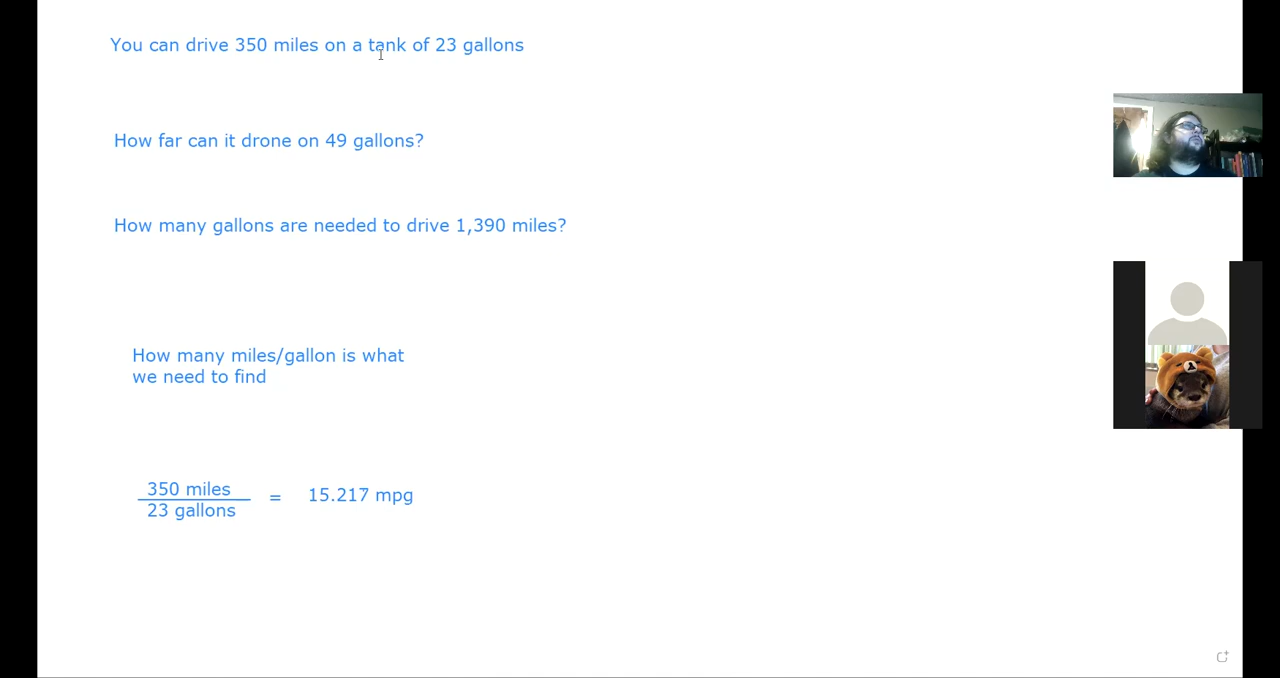 You can drive 350 miles on a tank of 23 gallons
How far can it drone on 49 gallons?
How many gallons are needed to drive 1,390 miles?
How many miles/gallon is what
we need to find
350 miles
23 gallons
= 15.217 mpg